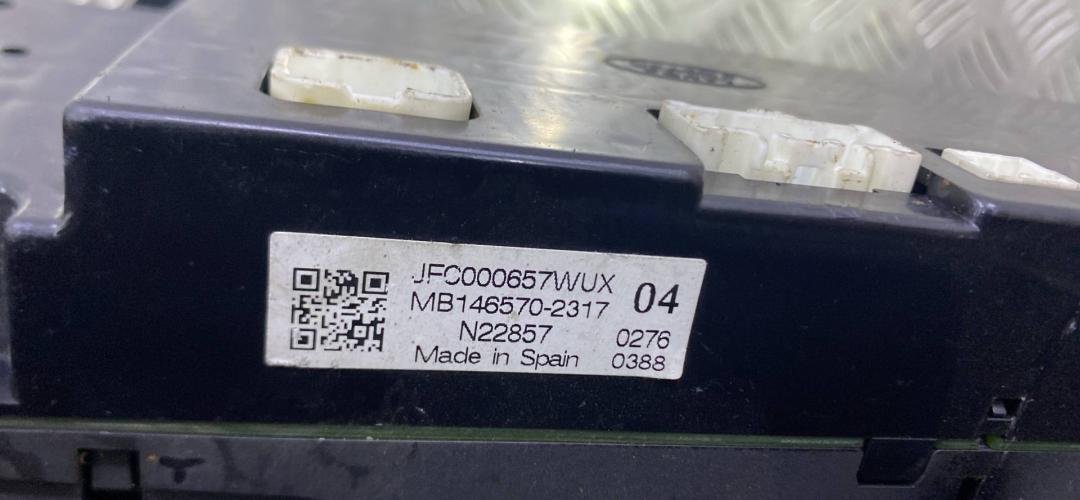 JFC000657WUX
MB146570-2317
04
N22857
0276
Made in Spain
0388